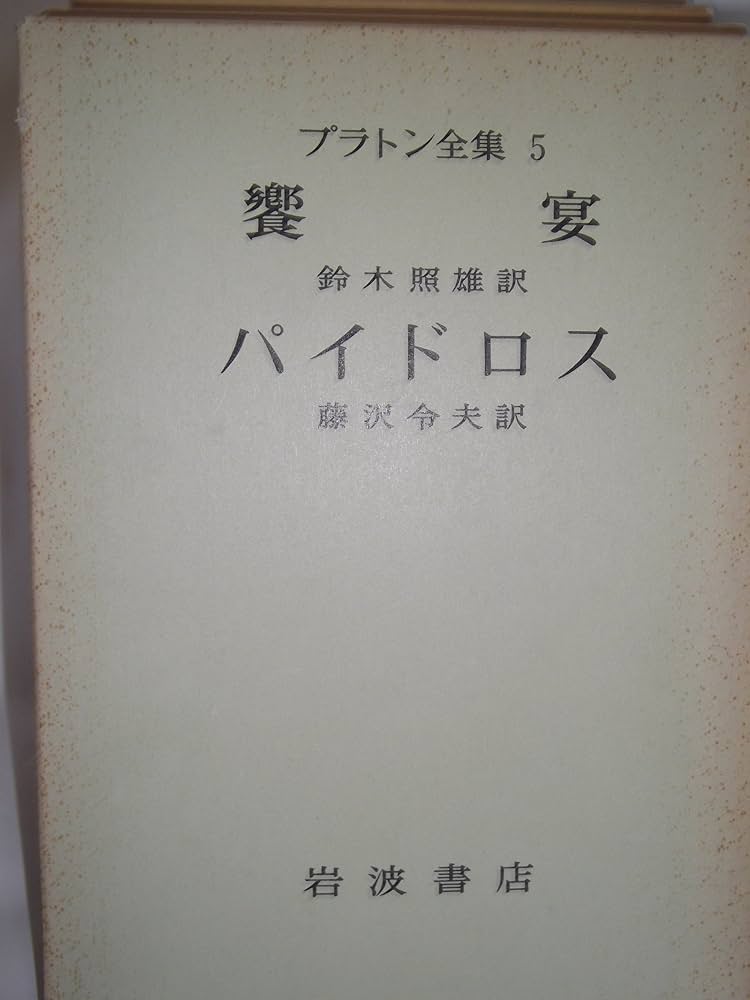 プラトン全集 5
饗宴
鈴木照雄訳
パイドロス
藤沢令夫訳
岩波書店